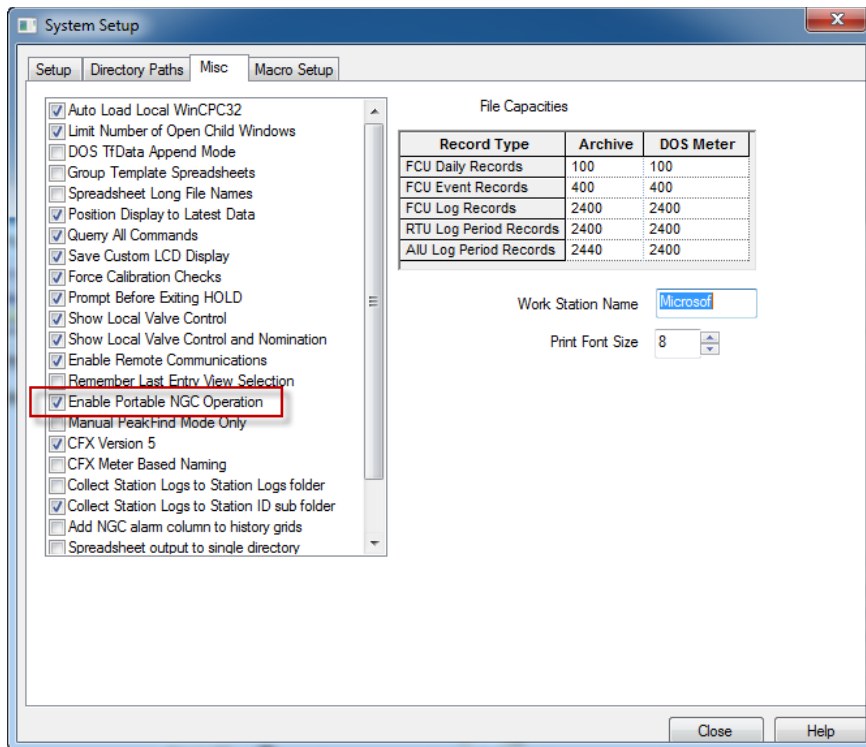 System Setup
Setup Directory Paths Misc Macro Setup
Auto Load Local WinCPC32
Limit Number of Open Child Windows
DOS TfData Append Mode
Group Template Spreadsheets
Spreadsheet Long File Names
Position Display to Latest Data
Querry All Commands
Save Custom LCD Display
Force Calibration Checks
Prompt Before Exiting HOLD
Show Local Valve Control
Show Local Valve Control and Nomination
Enable Remote Communications
Remember Last Entry View Selection
Enable Portable NGC Operation
Manual PeakFind Mode Only
CFX Version 5
CFX Meter Based Naming
Collect Station Logs to Station Logs folder
Collect Station Logs to Station ID sub folder
Add NGC alarm column to history grids
Spreadsheet output to single directory
File Capacities
Record Type Archive DOS Meter
FCU Daily Records 100 100
FCU Event Records 400 400
FCU Log Records 2400 2400
RTU Log Period Records 2400 2400
AIU Log Period Records 2440 2400
Work Station Name Microsof
Print Font Size 8
Close Help